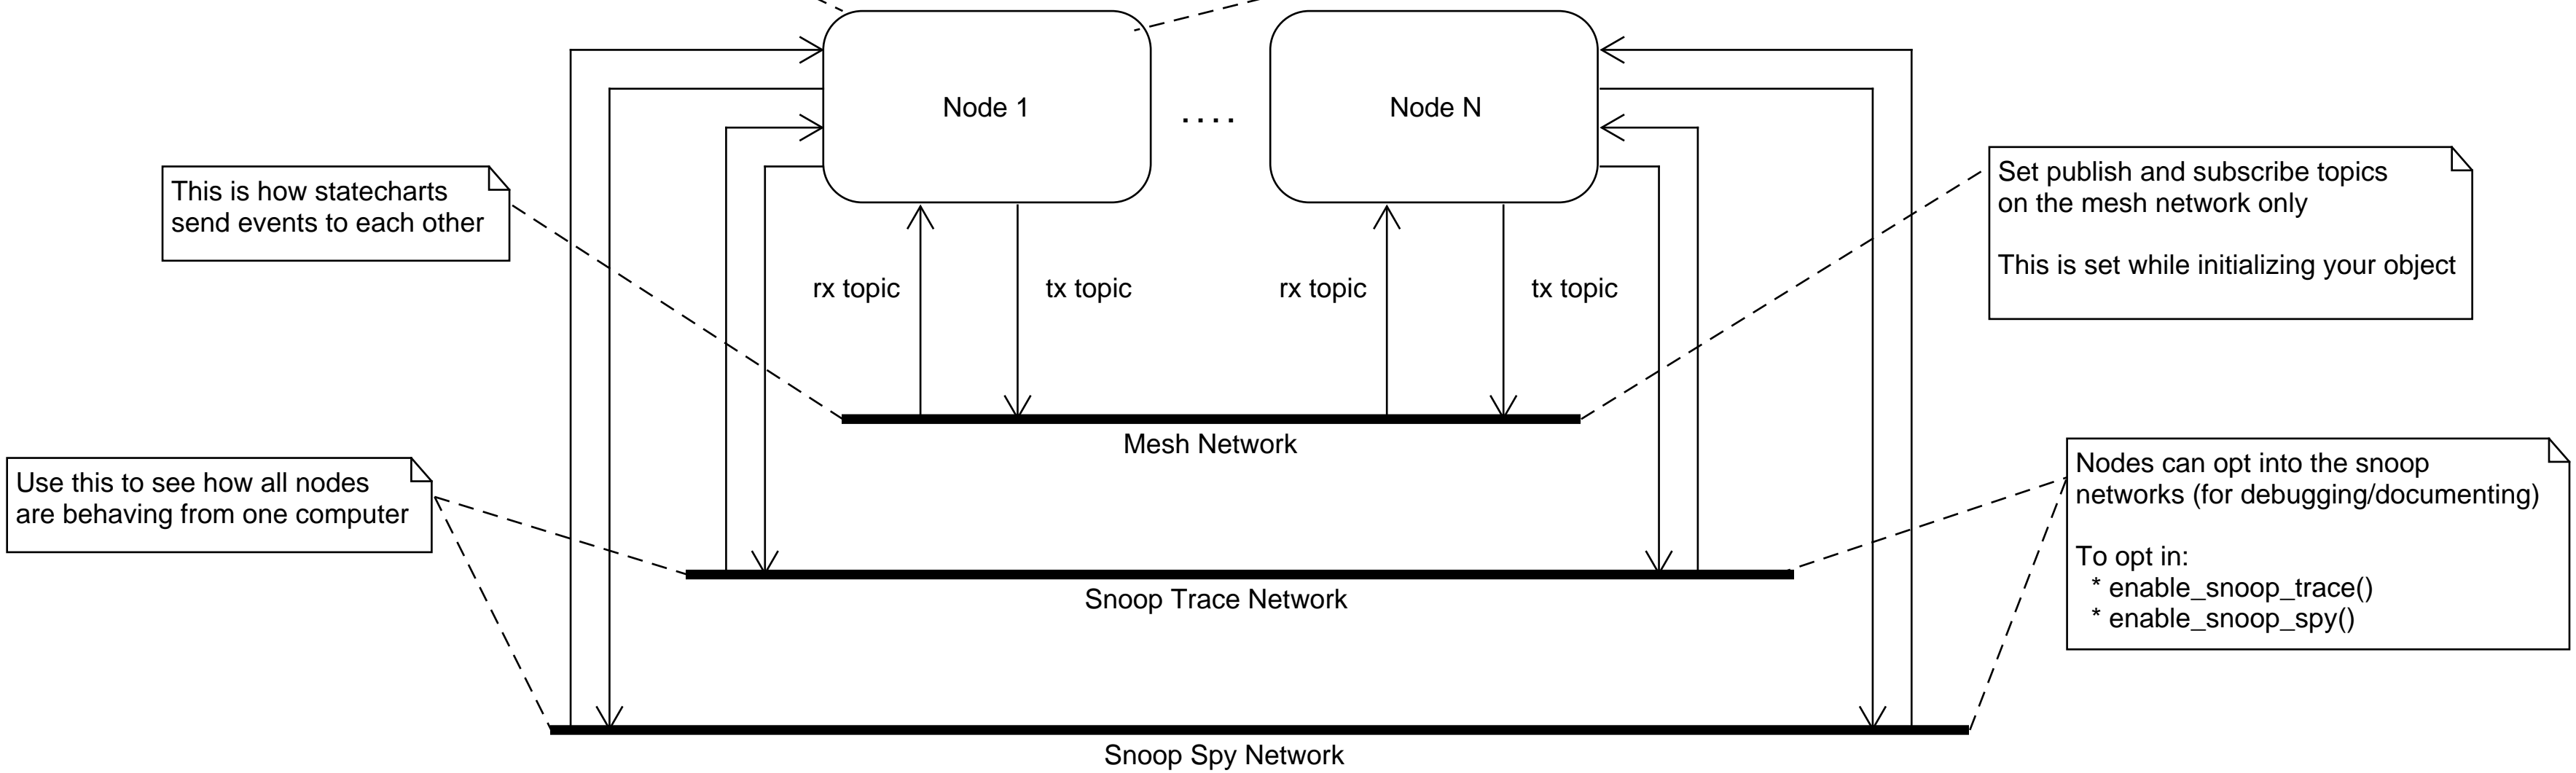 Node 1
....
Node N
This is how statecharts
send events to each other
Set publish and subscribe topics
on the mesh network only
This is set while initializing your object
rx topic
tx topic
rx topic
tx topic
Mesh Network
Use this to see how all nodes
are behaving from one computer
Nodes can opt into the snoop
networks (for debugging/documenting)
To opt in:
* enable_snoop_trace()
* enable_snoop_spy()
Snoop Trace Network
Snoop Spy Network